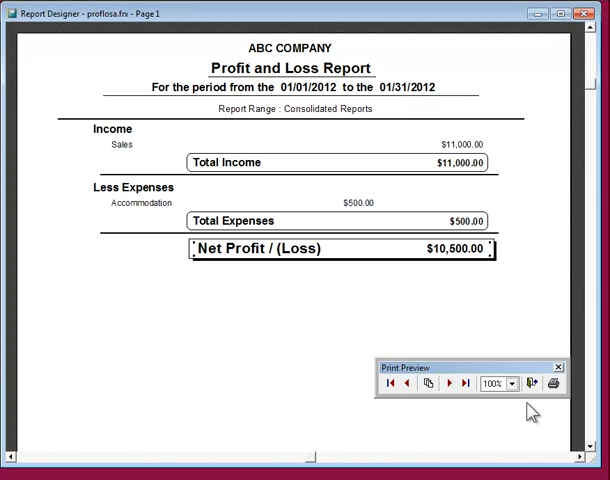 Report Designer - proflosa.frx - Page 1
ABC COMPANY
Profit and Loss Report
For the period from the 01/01/2012 to the 01/31/2012
Report Range : Consolidated Reports
Income
Sales $11,000.00
Total Income $11,000.00
Less Expenses
Accommodation $500.00
Total Expenses $500.00
Net Profit / (Loss) $10,500.00
Print Preview
100%